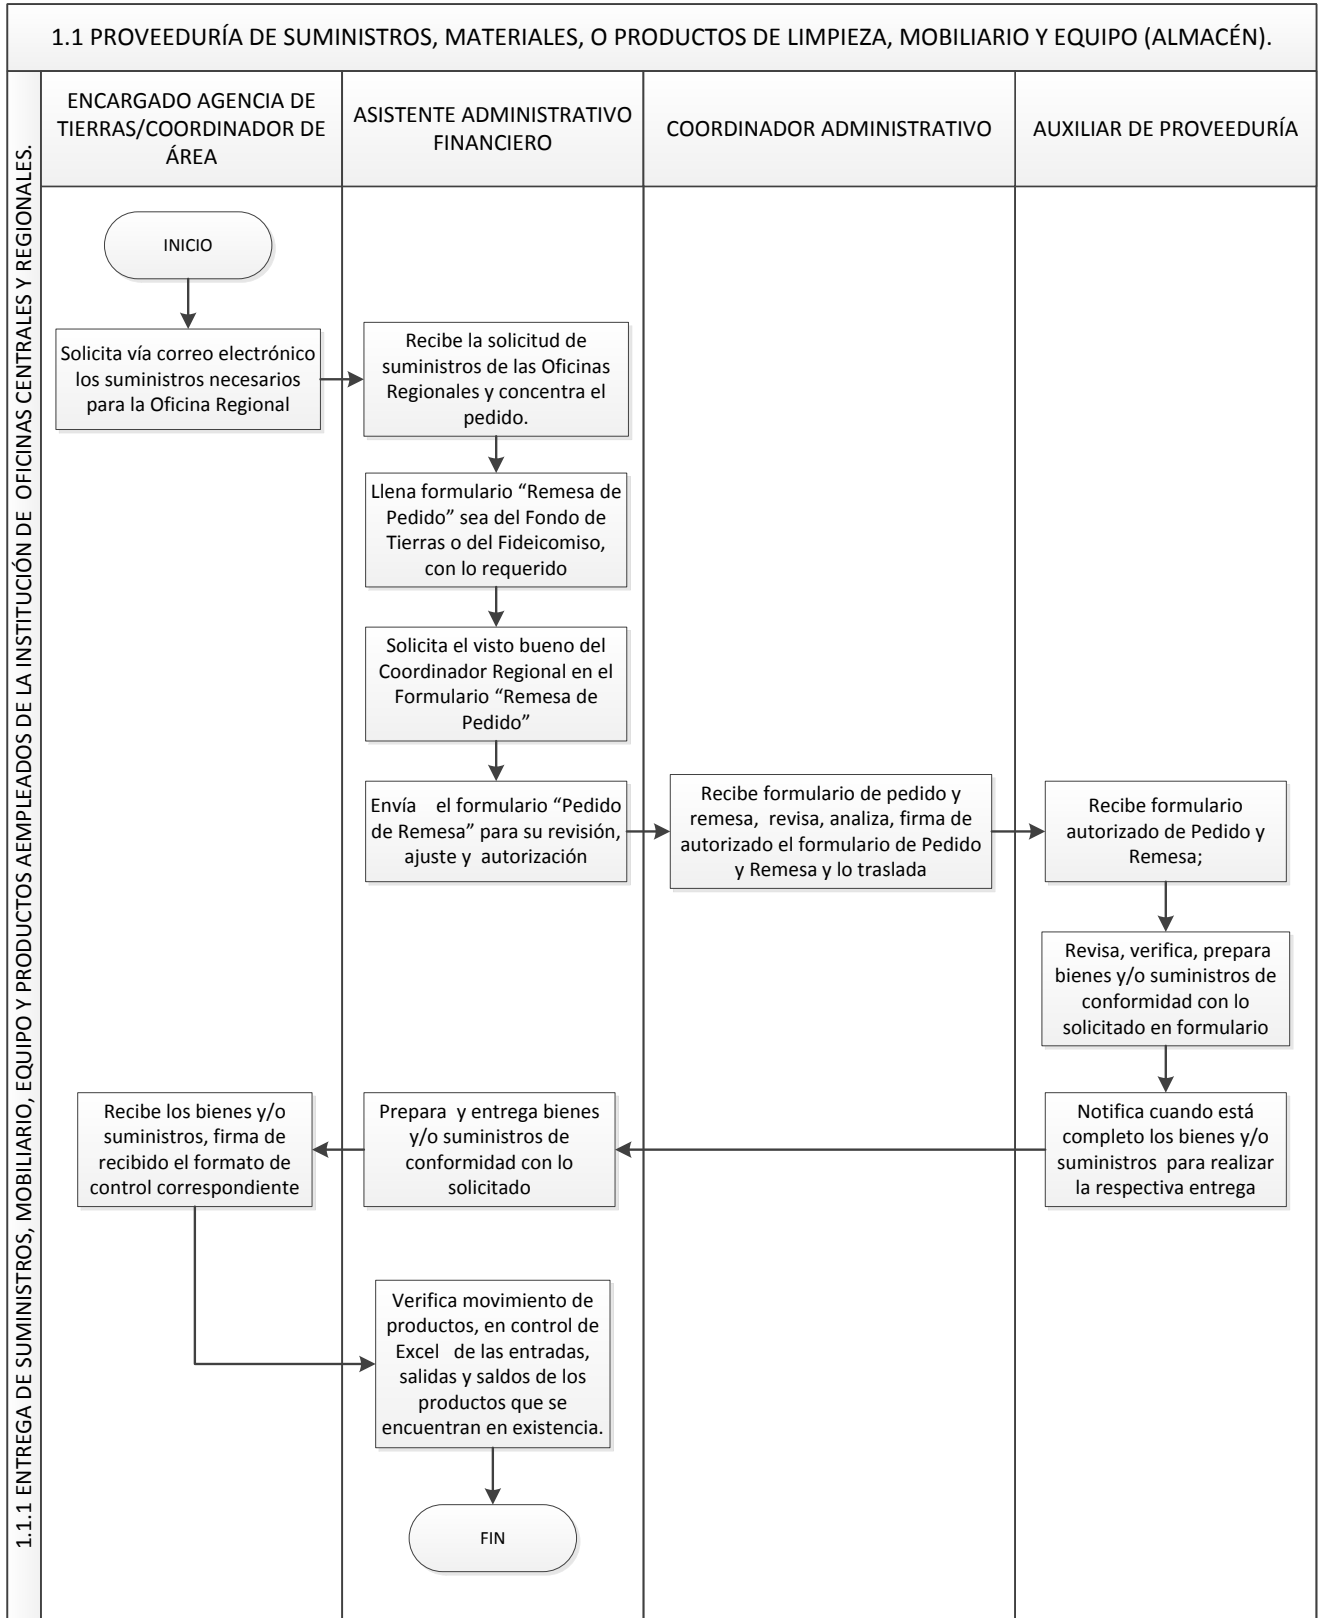 1.1 PROVEEDURÍA DE SUMINISTROS, MATERIALES, O PRODUCTOS DE LIMPIEZA, MOBILIARIO Y EQUIPO (ALMACÉN).
1.1.1 ENTREGA DE SUMINISTROS, MOBILIARIO, EQUIPO Y PRODUCTOS AEMPLEADOS DE LA INSTITUCIÓN DE OFICINAS CENTRALES Y REGIONALES.
ENCARGADO AGENCIA DE
TIERRAS/COORDINADOR DE
ÁREA
ASISTENTE ADMINISTRATIVO
FINANCIERO
COORDINADOR ADMINISTRATIVO
AUXILIAR DE PROVEEDURÍA
INICIO
Solicita vía correo electrónico
los suministros necesarios
para la Oficina Regional
Recibe la solicitud de
suministros de las Oficinas
Regionales y concentra el
pedido.
Llena formulario “Remesa de
Pedido” sea del Fondo de
Tierras o del Fideicomiso,
con lo requerido
Solicita el visto bueno del
Coordinador Regional en el
Formulario “Remesa de
Pedido”
Envía el formulario “Pedido
de Remesa” para su revisión,
ajuste y autorización
Recibe formulario de pedido y
remesa, revisa, analiza, firma de
autorizado el formulario de Pedido
y Remesa y lo traslada
Recibe formulario
autorizado de Pedido y
Remesa;
Revisa, verifica, prepara
bienes y/o suministros de
conformidad con lo
solicitado en formulario
Notifica cuando está
completo los bienes y/o
suministros para realizar
la respectiva entrega
Prepara y entrega bienes
y/o suministros de
conformidad con lo
solicitado
Recibe los bienes y/o
suministros, firma de
recibido el formato de
control correspondiente
Verifica movimiento de
productos, en control de
Excel de las entradas,
salidas y saldos de los
productos que se
encuentran en existencia.
FIN